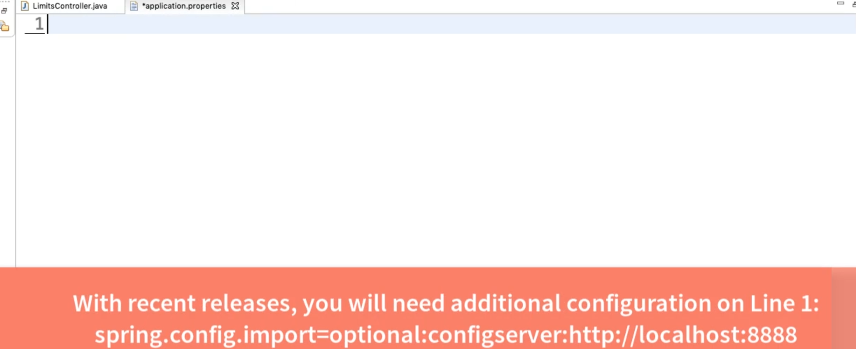 LimitsController.java *application.properties
1
With recent releases, you will need additional configuration on Line 1:
spring.config.import=optional:configserver:http://localhost:8888